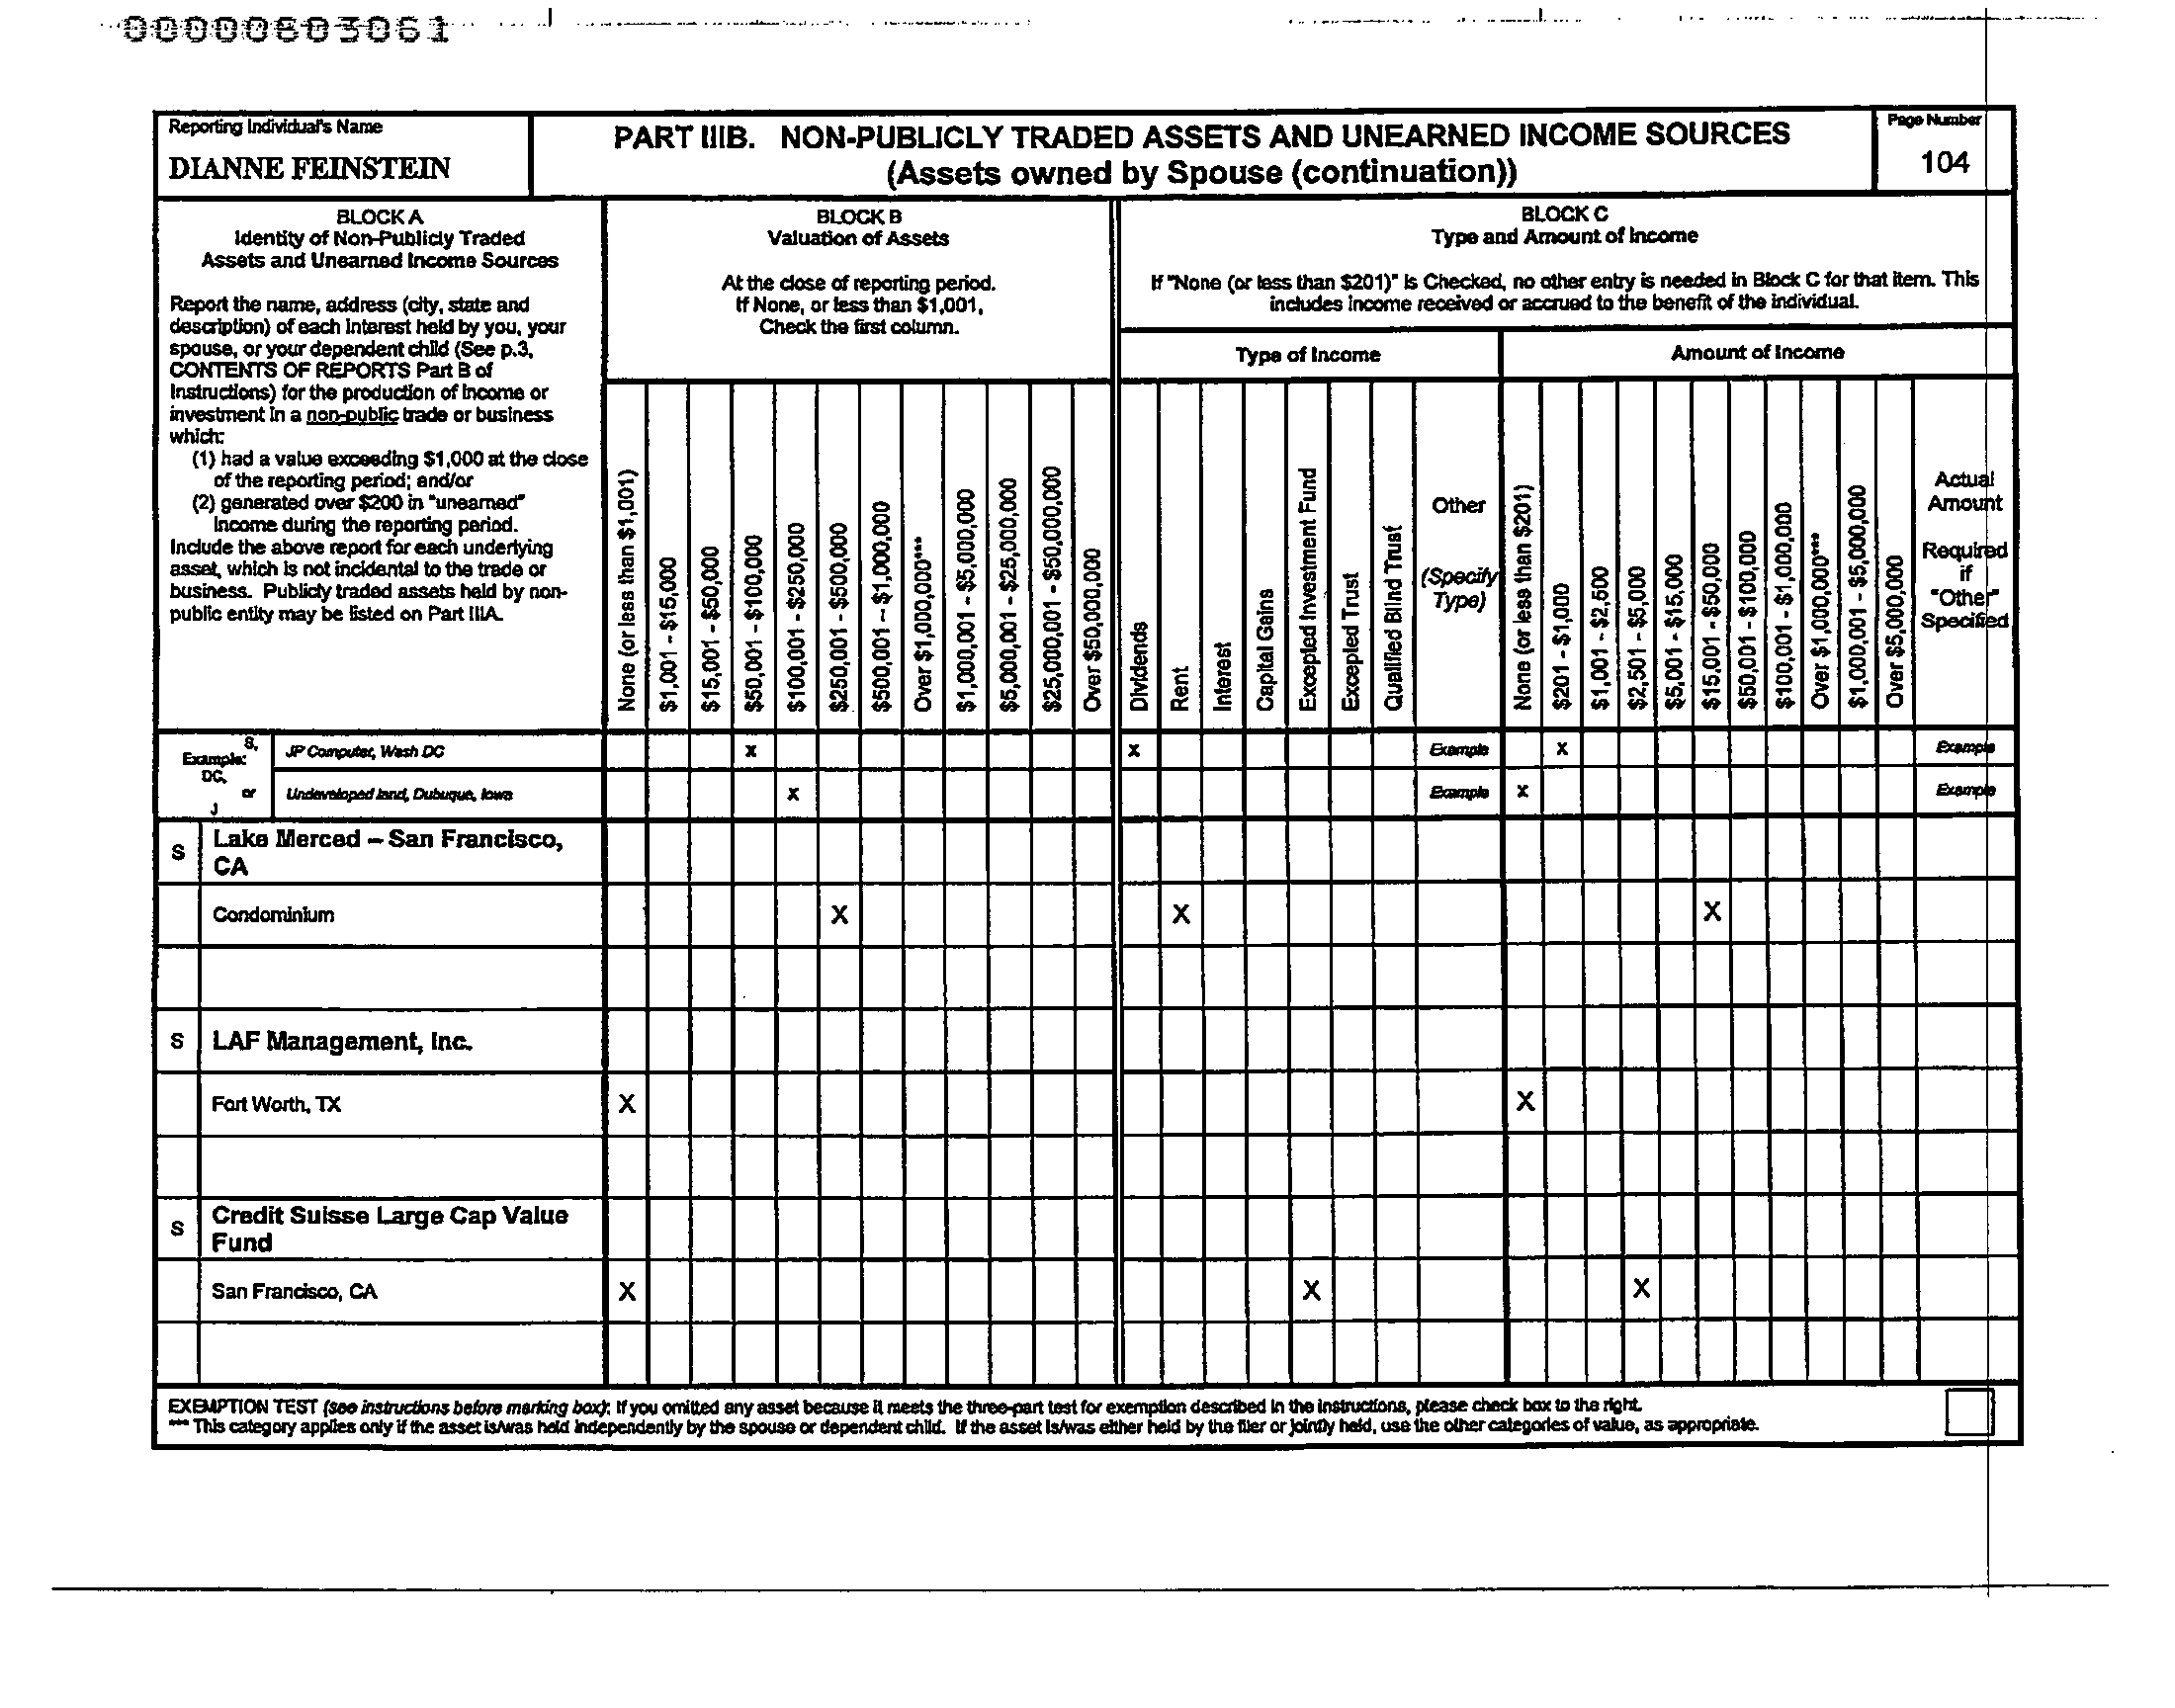 00000603061
Reporting Individual's Name
DIANNE FEINSTEIN
PART IIIB. NON-PUBLICLY TRADED ASSETS AND UNEARNED INCOME SOURCES
(Assets owned by Spouse (continuation))
Page Number
104
BLOCK A
Identity of Non-Publicly Traded
Assets and Unearned Income Sources
Report the name, address (city, state and
description) of each interest held by you, your
spouse, or your dependent child (See p.3,
CONTENTS OF REPORTS Part B of
Instructions) for the production of income or
investment in a non-public trade or business
which:
(1) had a value exceeding $1,000 at the close
of the reporting period; and/or
(2) generated over $200 in "unearned"
income during the reporting period.
Include the above report for each underlying
asset, which is not incidental to the trade or
business. Publicly traded assets held by non-
public entity may be listed on Part IIIA.
BLOCK B
Valuation of Assets
At the close of reporting period.
If None, or less than $1,001,
Check the first column.
None (or less than $1,001)
$1,001 - $15,000
$15,001 - $50,000
$50,001 - $100,000
$100,001 - $250,000
$250,001 - $500,000
$500,001 - $1,000,000
Over $1,000,000***
$1,000,001 - $5,000,000
$5,000,001 - $25,000,000
$25,000,001 - $50,000,000
Over $50,000,000
BLOCK C
Type and Amount of Income
If "None (or less than $201)" is Checked, no other entry is needed in Block C for that item. This
includes income received or accrued to the benefit of the individual.
Type of Income
Amount of Income
Dividends
Rent
Interest
Capital Gains
Excepted Investment Fund
Excepted Trust
Qualified Blind Trust
Other
(Specify
Type)
None (or less than $201)
$201 - $1,000
$1,001 - $2,500
$2,501 - $5,000
$5,001 - $15,000
$15,001 - $50,000
$50,001 - $100,000
$100,001 - $1,000,000
Over $1,000,000***
$1,000,001 - $5,000,000
Over $5,000,000
Actual
Amount
Required
if
"Other"
Specified
Example: S,
DC,
or
J
JP Computer, Wash DC X X Example X Example
Undeveloped land, Dubuque, Iowa X Example X Example
S Lake Merced – San Francisco,
CA
Condominium X X X
S LAF Management, Inc.
Fort Worth, TX X X
S Credit Suisse Large Cap Value
Fund
San Francisco, CA X X X
EXEMPTION TEST (see instructions before marking box): If you omitted any asset because it meets the three-part test for exemption described in the instructions, please check box to the right.
*** This category applies only if the asset is/was held independently by the spouse or dependent child. If the asset is/was either held by the filer or jointly held, use the other categories of value, as appropriate.